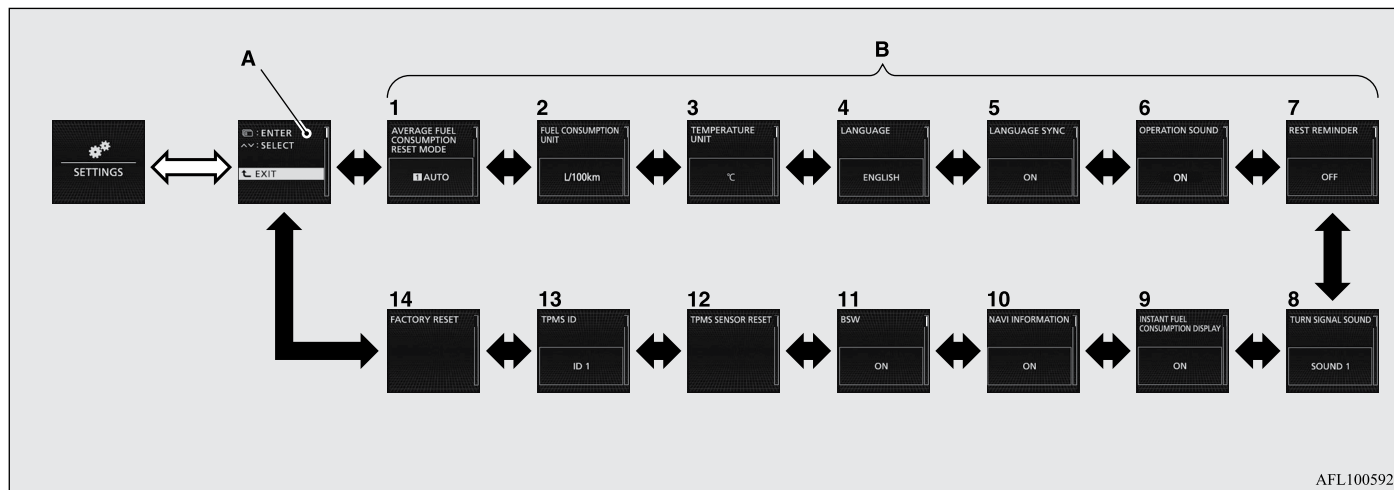 A
B
SETTINGS
: ENTER
: SELECT
EXIT
1
AVERAGE FUEL
CONSUMPTION
RESET MODE
1 AUTO
2
FUEL CONSUMPTION
UNIT
L/100km
3
TEMPERATURE
UNIT
℃
4
LANGUAGE
ENGLISH
5
LANGUAGE SYNC
ON
6
OPERATION SOUND
ON
7
REST REMINDER
OFF
14
FACTORY RESET
13
TPMS ID
ID 1
12
TPMS SENSOR RESET
11
BSW
ON
10
NAVI INFORMATION
ON
9
INSTANT FUEL
CONSUMPTION DISPLAY
ON
8
TURN SIGNAL SOUND
SOUND 1
AFL100592